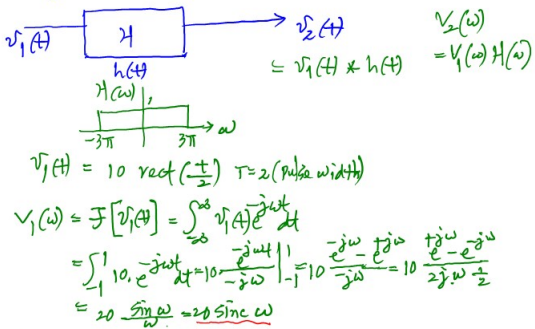 v₁(t) H v₂(t) V₂(ω)
h(t) = v₁(t) * h(t) = V₁(ω) H(ω)
H(ω) 1
-3π 3π → ω
v₁(t) = 10 rect(t/2) T=2 (pulse width)
V₁(ω) = F[v₁(t)] = ∫_{-∞}^{∞} v₁(t) e^{-jωt} dt
= ∫_{-1}^{1} 10 · e^{-jωt} dt = 10 e^{-jωt}/(-jω) |_{-1}^{1} = 10 (e^{-jω} - e^{+jω})/(-jω) = 10 (e^{+jω} - e^{-jω})/(2jω ½)
= 20 sinω/ω = 20 sinc ω